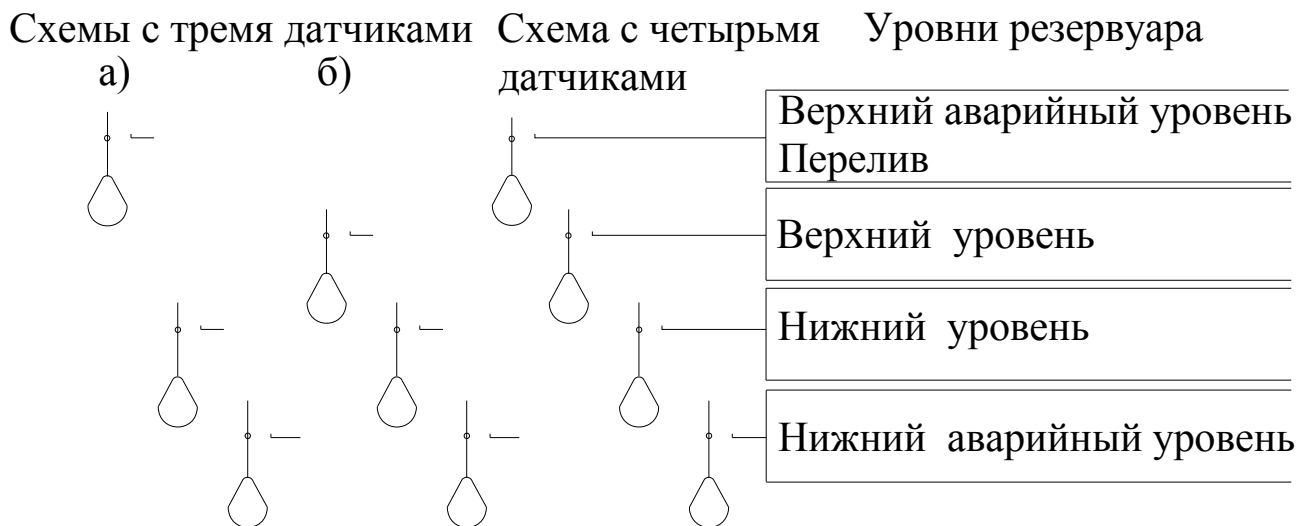 Схемы с тремя датчиками
а) б)
Схема с четырьмя
датчиками
Уровни резервуара
Верхний аварийный уровень
Перелив
Верхний уровень
Нижний уровень
Нижний аварийный уровень